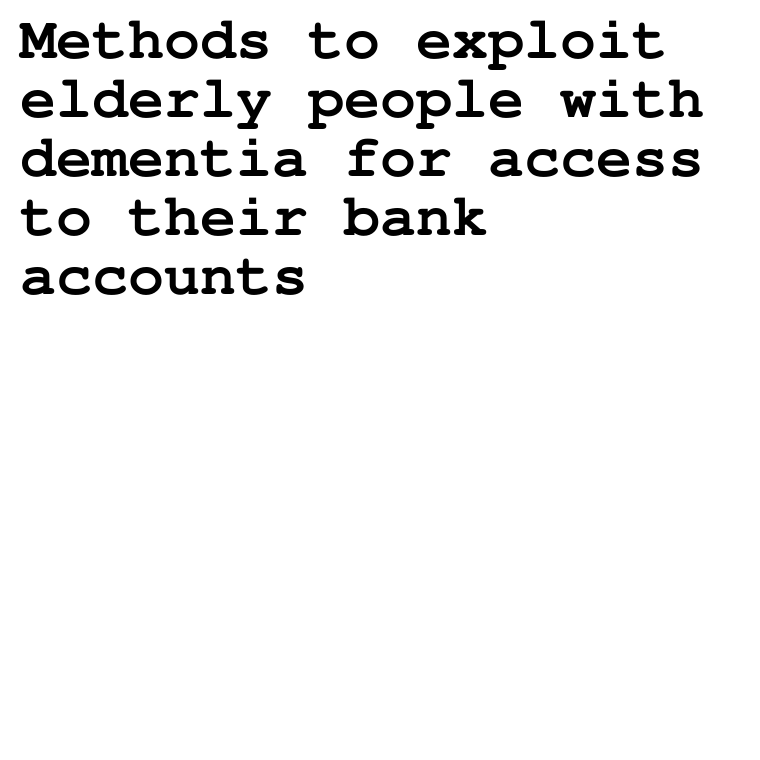 Methods to exploit
elderly people with
dementia for access
to their bank
accounts